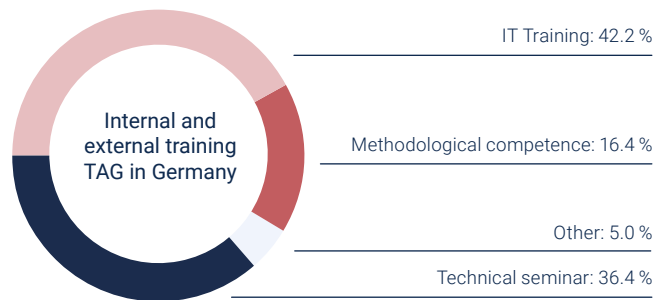 Internal and
external training
TAG in Germany
IT Training: 42.2 %
Methodological competence: 16.4 %
Other: 5.0 %
Technical seminar: 36.4 %